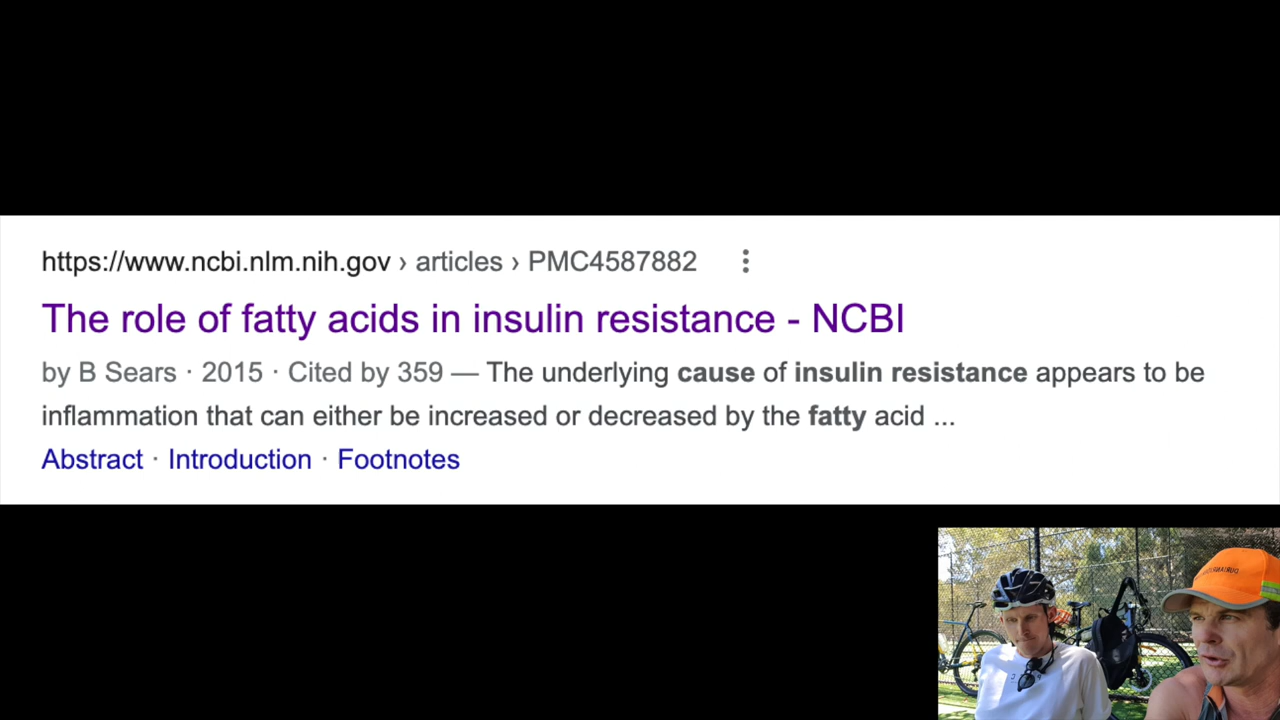 https://www.ncbi.nlm.nih.gov › articles › PMC4587882
The role of fatty acids in insulin resistance - NCBI
by B Sears · 2015 · Cited by 359 — The underlying cause of insulin resistance appears to be
inflammation that can either be increased or decreased by the fatty acid ...
Abstract · Introduction · Footnotes